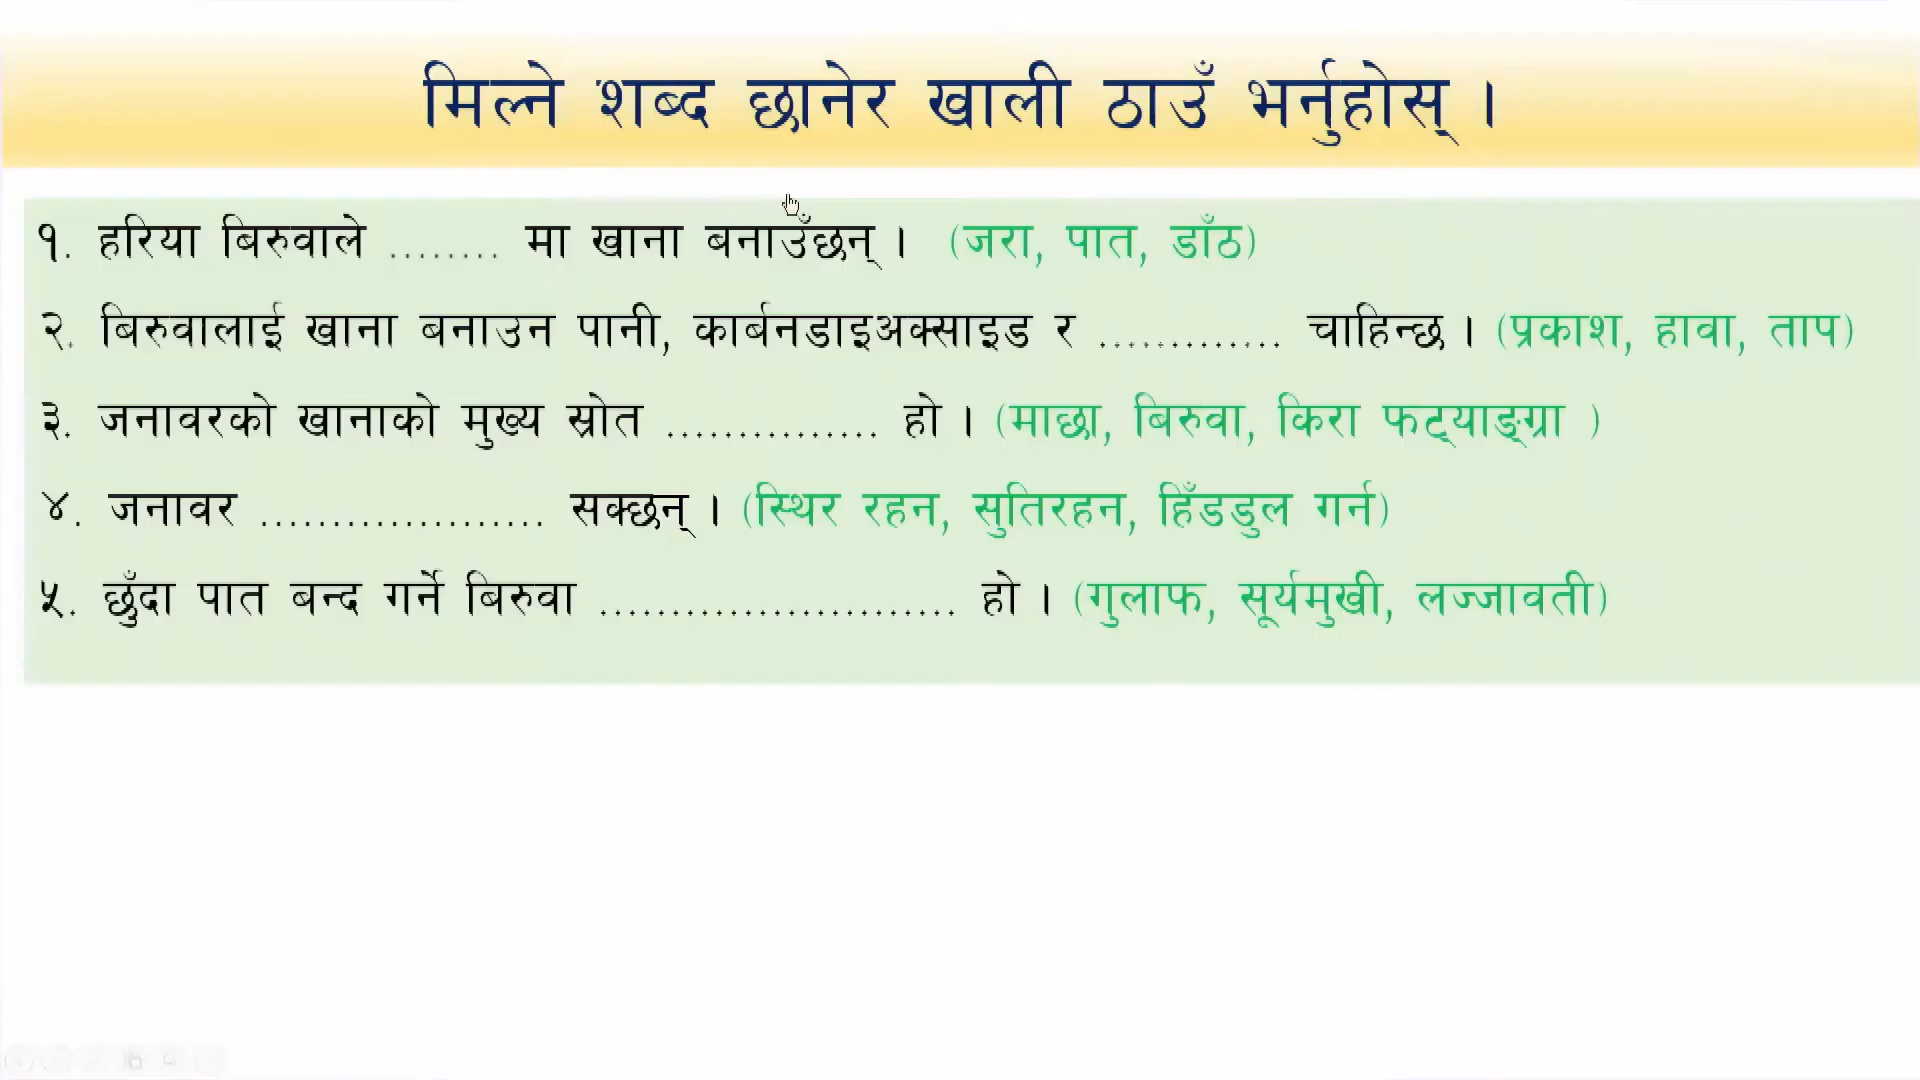 मिल्ने शब्द छानेर खाली ठाउँ भर्नुहोस् ।
१. हरिया बिरुवाले ........ मा खाना बनाउँछन् । (जरा, पात, डाँठ)
२. बिरुवालाई खाना बनाउन पानी, कार्बनडाइअक्साइड र ............. चाहिन्छ । (प्रकाश, हावा, ताप)
३. जनावरको खानाको मुख्य स्रोत ............... हो । (माछा, बिरुवा, किरा फट्याङ्ग्रा )
४. जनावर .................... सक्छन् । (स्थिर रहन, सुतिरहन, हिँडडुल गर्न)
५. छुँदा पात बन्द गर्ने बिरुवा ......................... हो । (गुलाफ, सूर्यमुखी, लज्जावती)